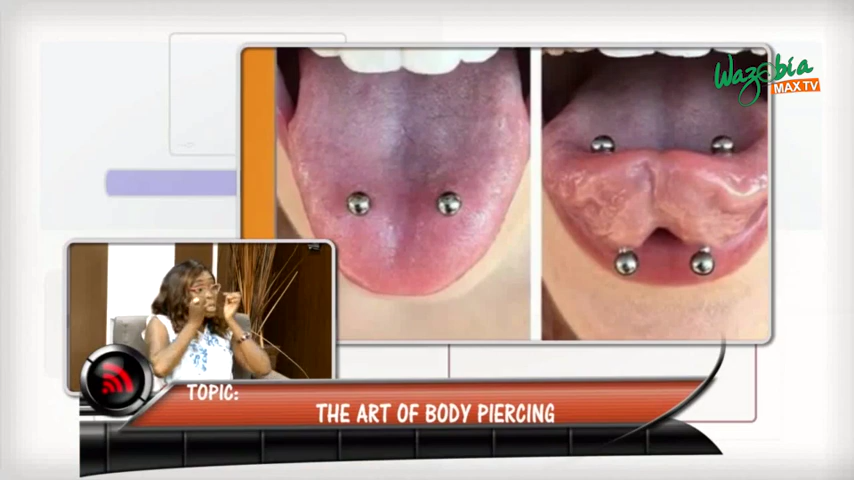 Wazobia
MAX TV
TOPIC:
THE ART OF BODY PIERCING